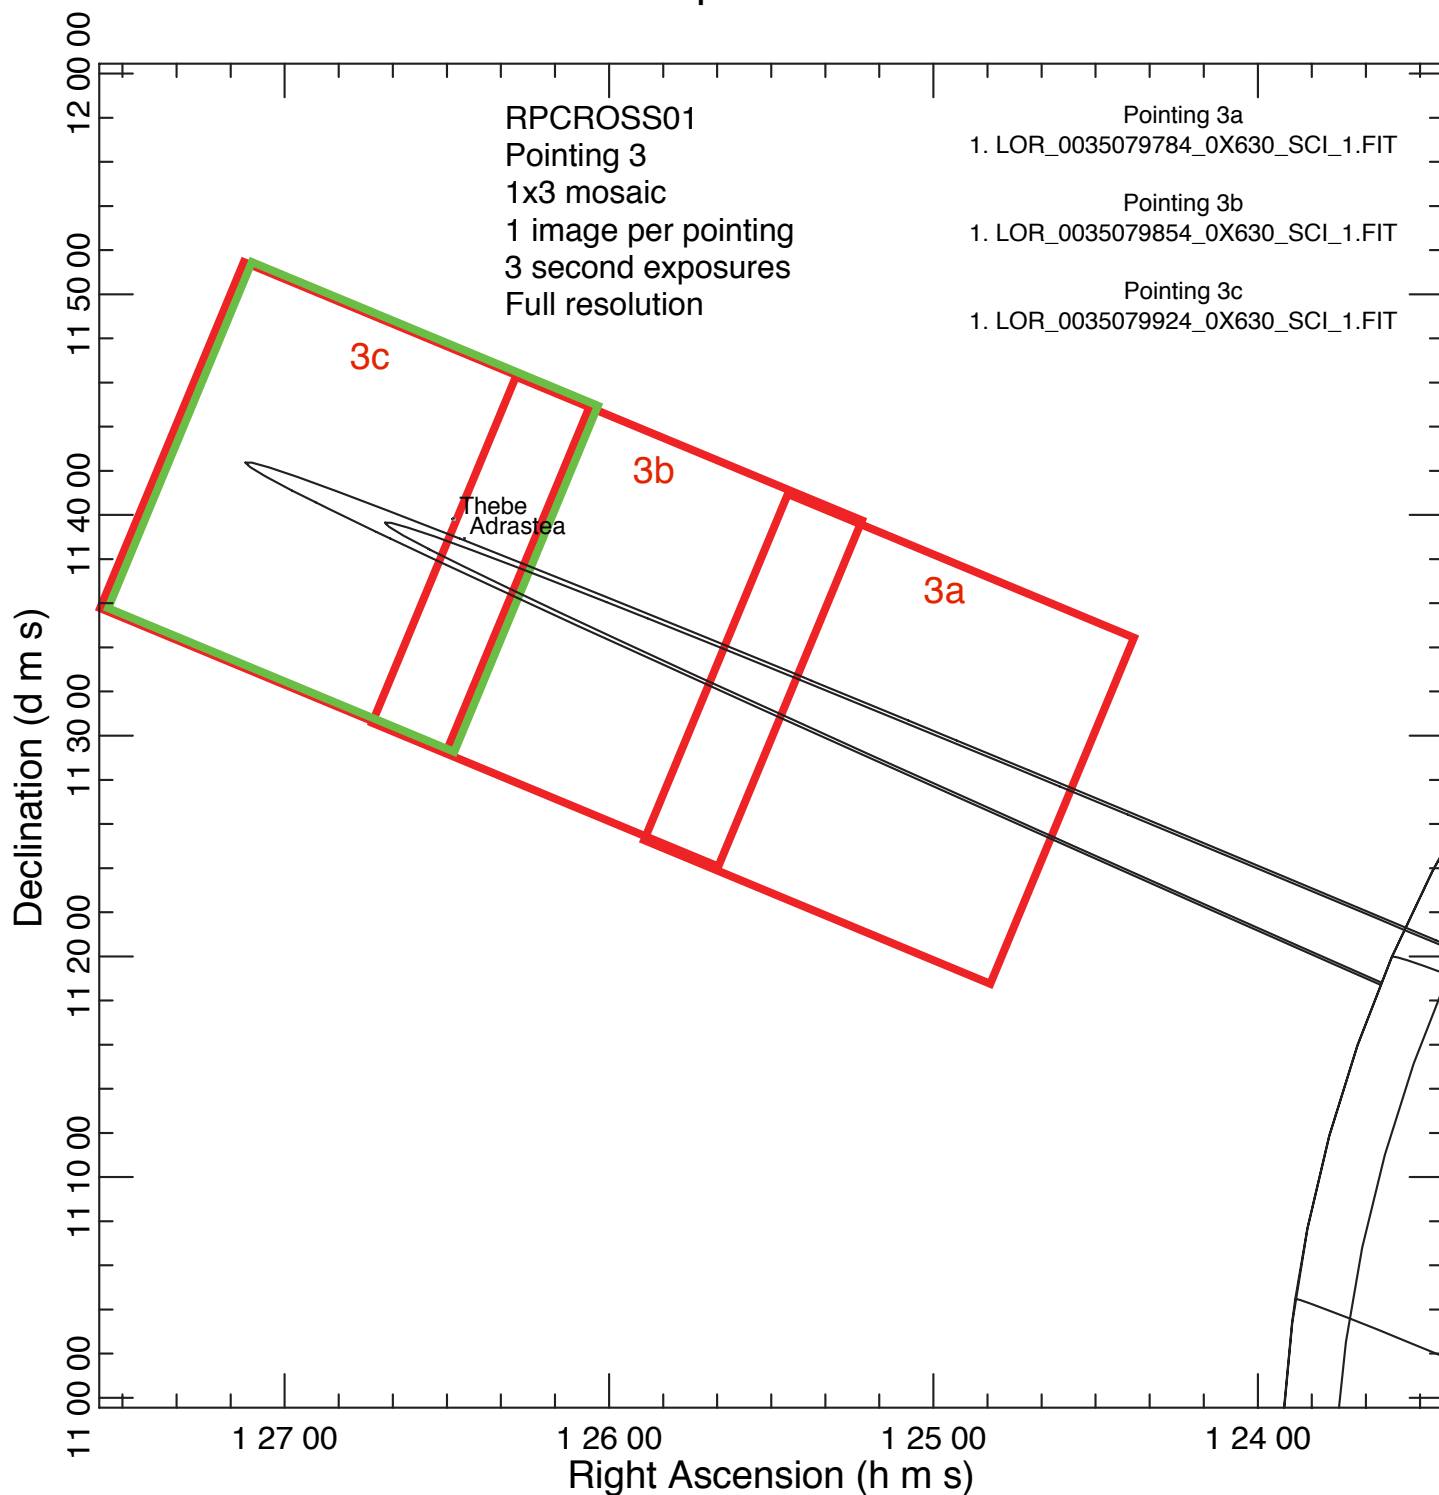 RPCROSS01
Pointing 3
1x3 mosaic
1 image per pointing
3 second exposures
Full resolution
Pointing 3a
1. LOR_0035079784_0X630_SCI_1.FIT
Pointing 3b
1. LOR_0035079854_0X630_SCI_1.FIT
Pointing 3c
1. LOR_0035079924_0X630_SCI_1.FIT
3c
3b
3a
Thebe
Adrastea
Declination (d m s)
12 00 00
11 50 00
11 40 00
11 30 00
11 20 00
11 10 00
11 00 00
1 27 00
1 26 00
1 25 00
1 24 00
Right Ascension (h m s)